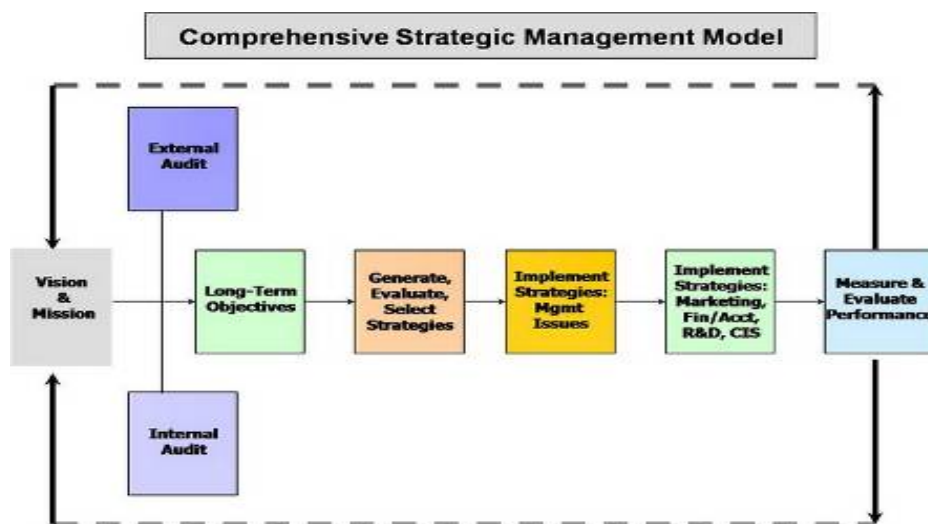 Comprehensive Strategic Management Model
External
Audit
Vision
&
Mission
Long-Term
Objectives
Generate,
Evaluate,
Select
Strategies
Implement
Strategies:
Mgmt
Issues
Implement
Strategies:
Marketing,
Fin/Acct,
R&D, CIS
Measure &
Evaluate
Performance
Internal
Audit